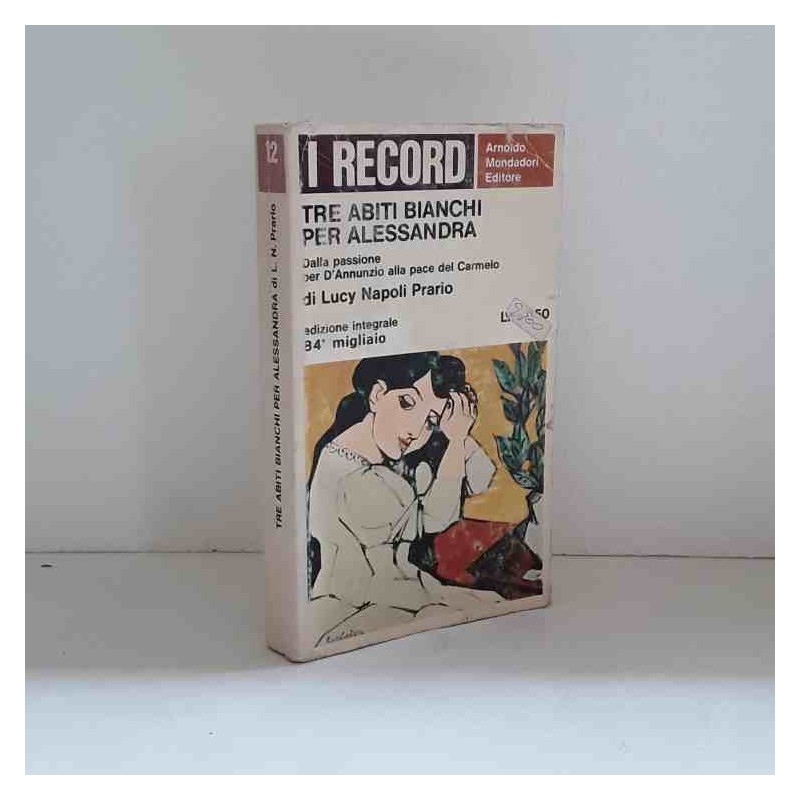 12
TRE ABITI BIANCHI PER ALESSANDRA di L. N. Prario
I RECORD
Arnoldo
Mondadori
Editore
TRE ABITI BIANCHI
PER ALESSANDRA
Dalla passione
per D'Annunzio alla pace del Carmelo
di Lucy Napoli Prario
edizione integrale
84° migliaio